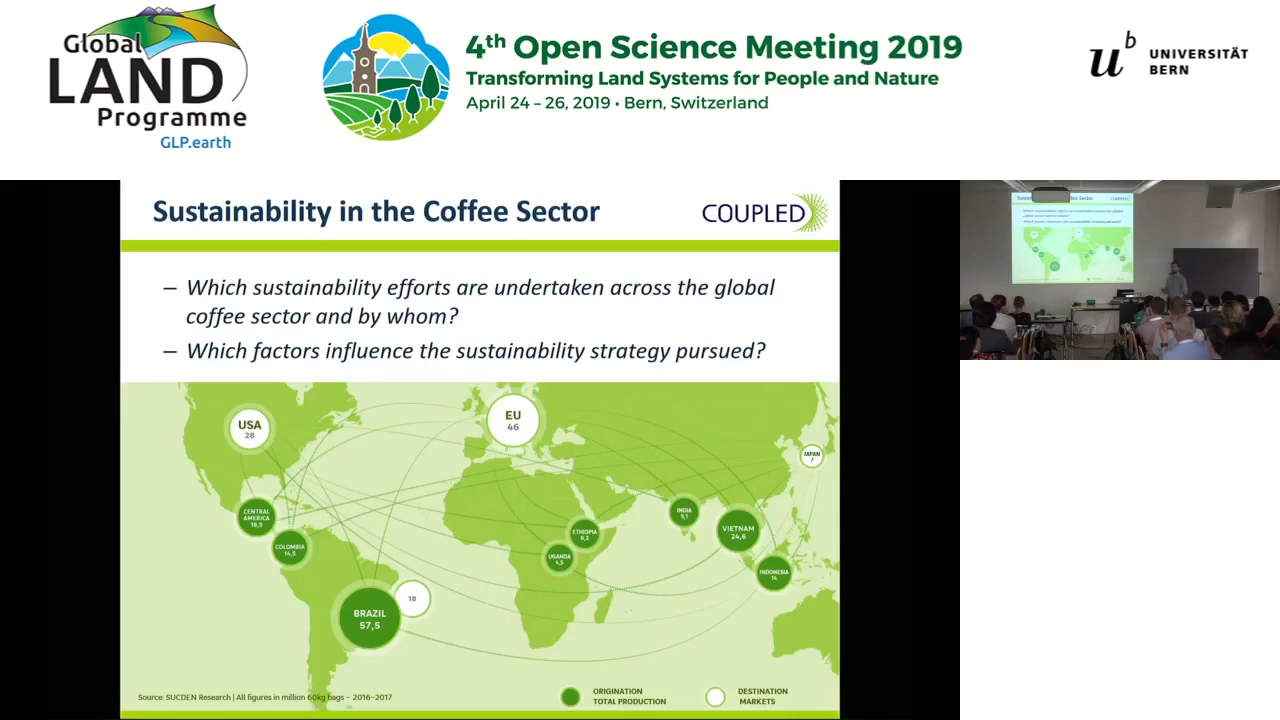 Global
LAND
Programme
GLP.earth
4th Open Science Meeting 2019
Transforming Land Systems for People and Nature
April 24 – 26, 2019 • Bern, Switzerland
u b
UNIVERSITÄT
BERN
Sustainability in the Coffee Sector
COUPLED
– Which sustainability efforts are undertaken across the global
coffee sector and by whom?
– Which factors influence the sustainability strategy pursued?
USA
28
EU
46
JAPAN
7
CENTRAL
AMERICA
18,5
COLOMBIA
14,5
ETHIOPIA
6,2
UGANDA
4,5
INDIA
5,1
VIETNAM
24,6
INDONESIA
14
BRAZIL
57,5
18
Source: SUCDEN Research | All figures in million 60kg bags – 2016–2017
ORIGINATION
TOTAL PRODUCTION
DESTINATION
MARKETS